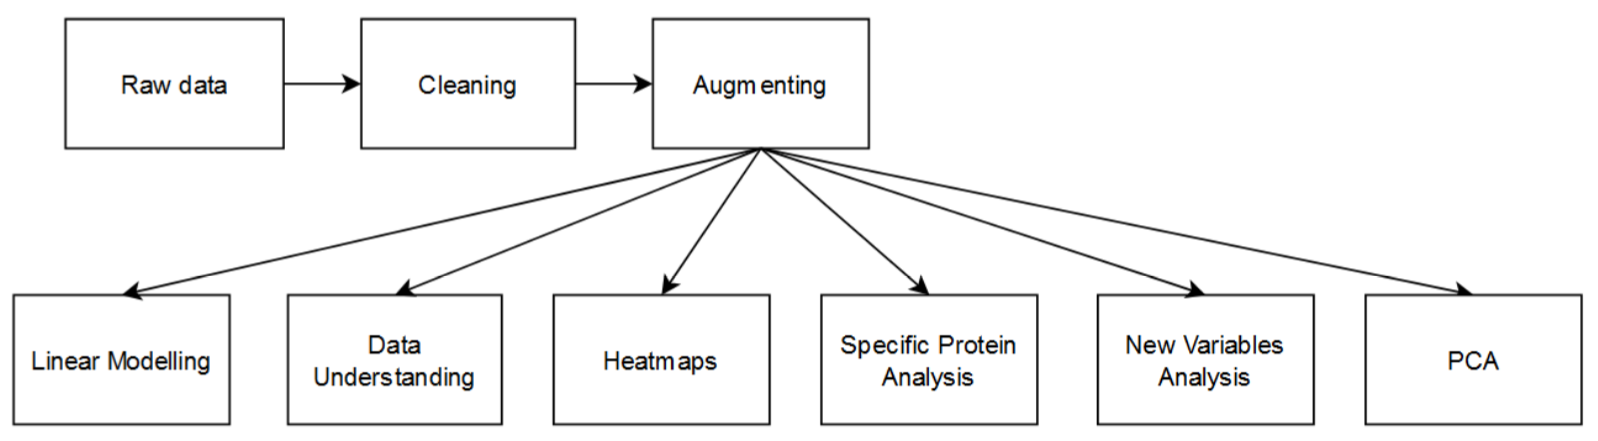 Raw data
Cleaning
Augmenting
Linear Modelling
Data
Understanding
Heatmaps
Specific Protein
Analysis
New Variables
Analysis
PCA